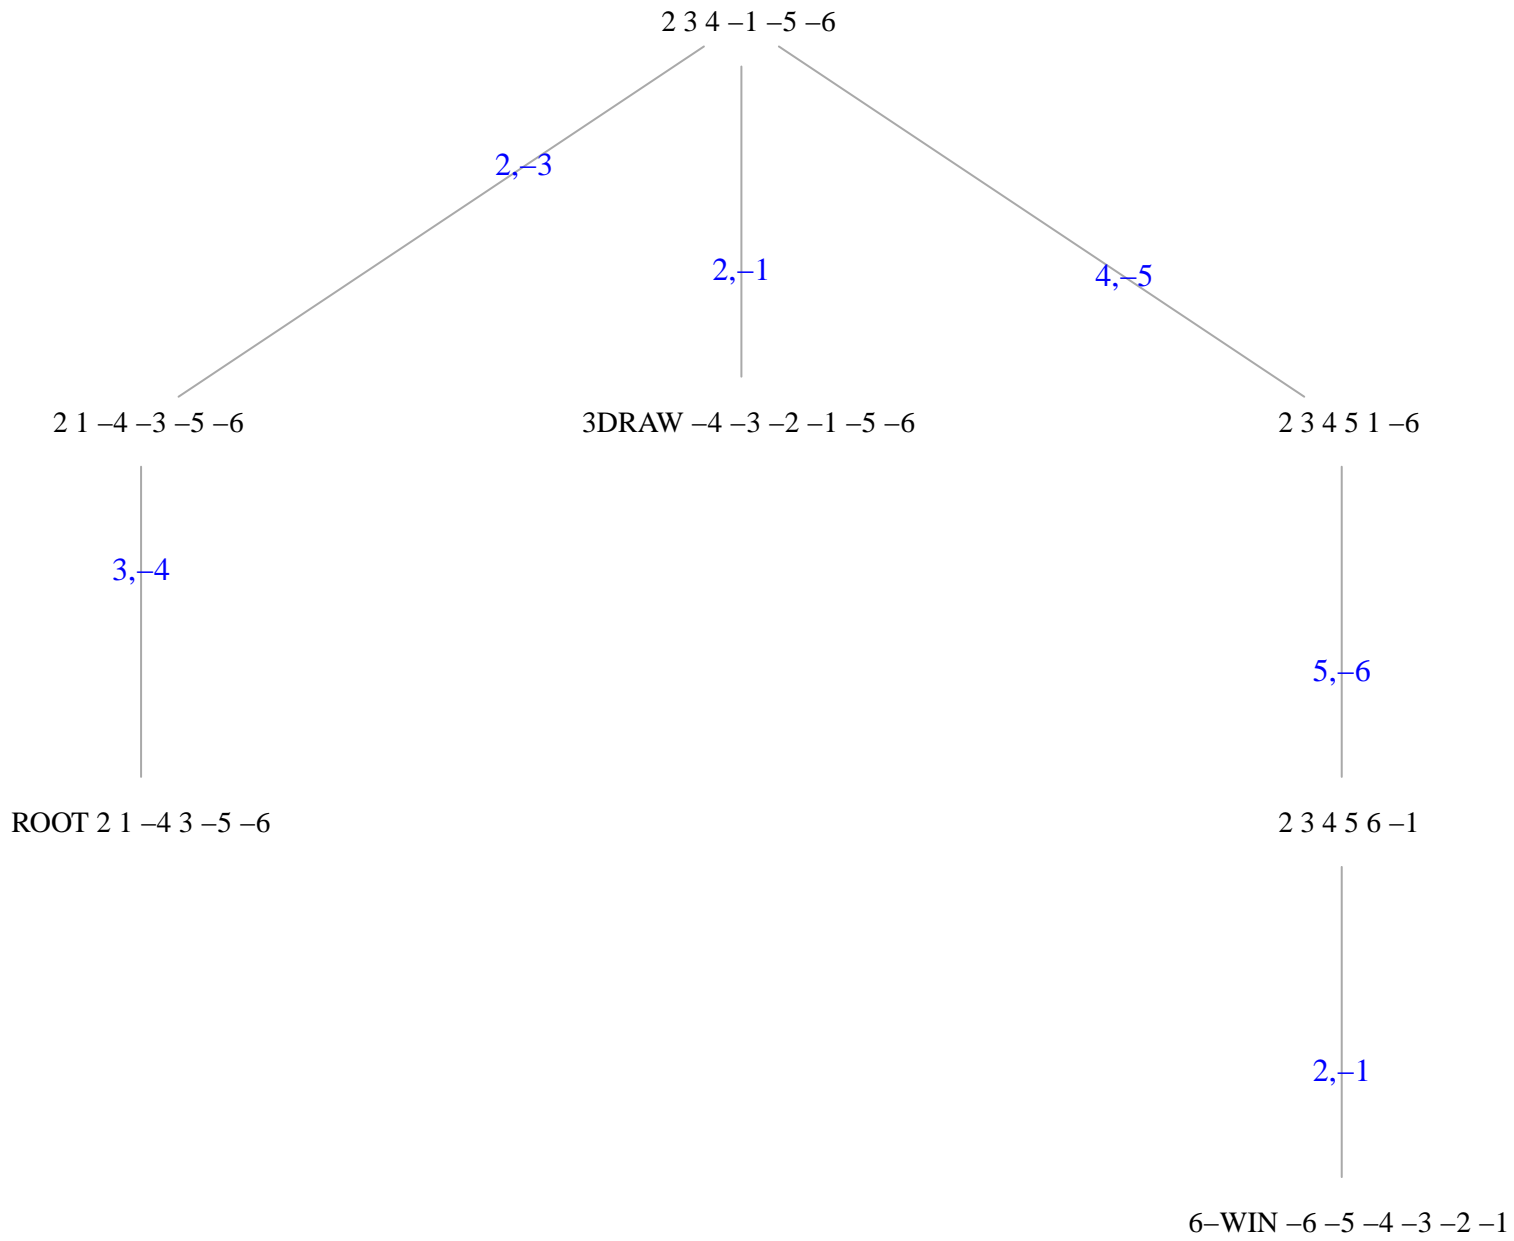 2 3 4 –1 –5 –6
2,–3
2,–1
4,–5
2 1 –4 –3 –5 –6
3DRAW –4 –3 –2 –1 –5 –6
2 3 4 5 1 –6
3,–4
5,–6
ROOT 2 1 –4 3 –5 –6
2 3 4 5 6 –1
2,–1
6–WIN –6 –5 –4 –3 –2 –1